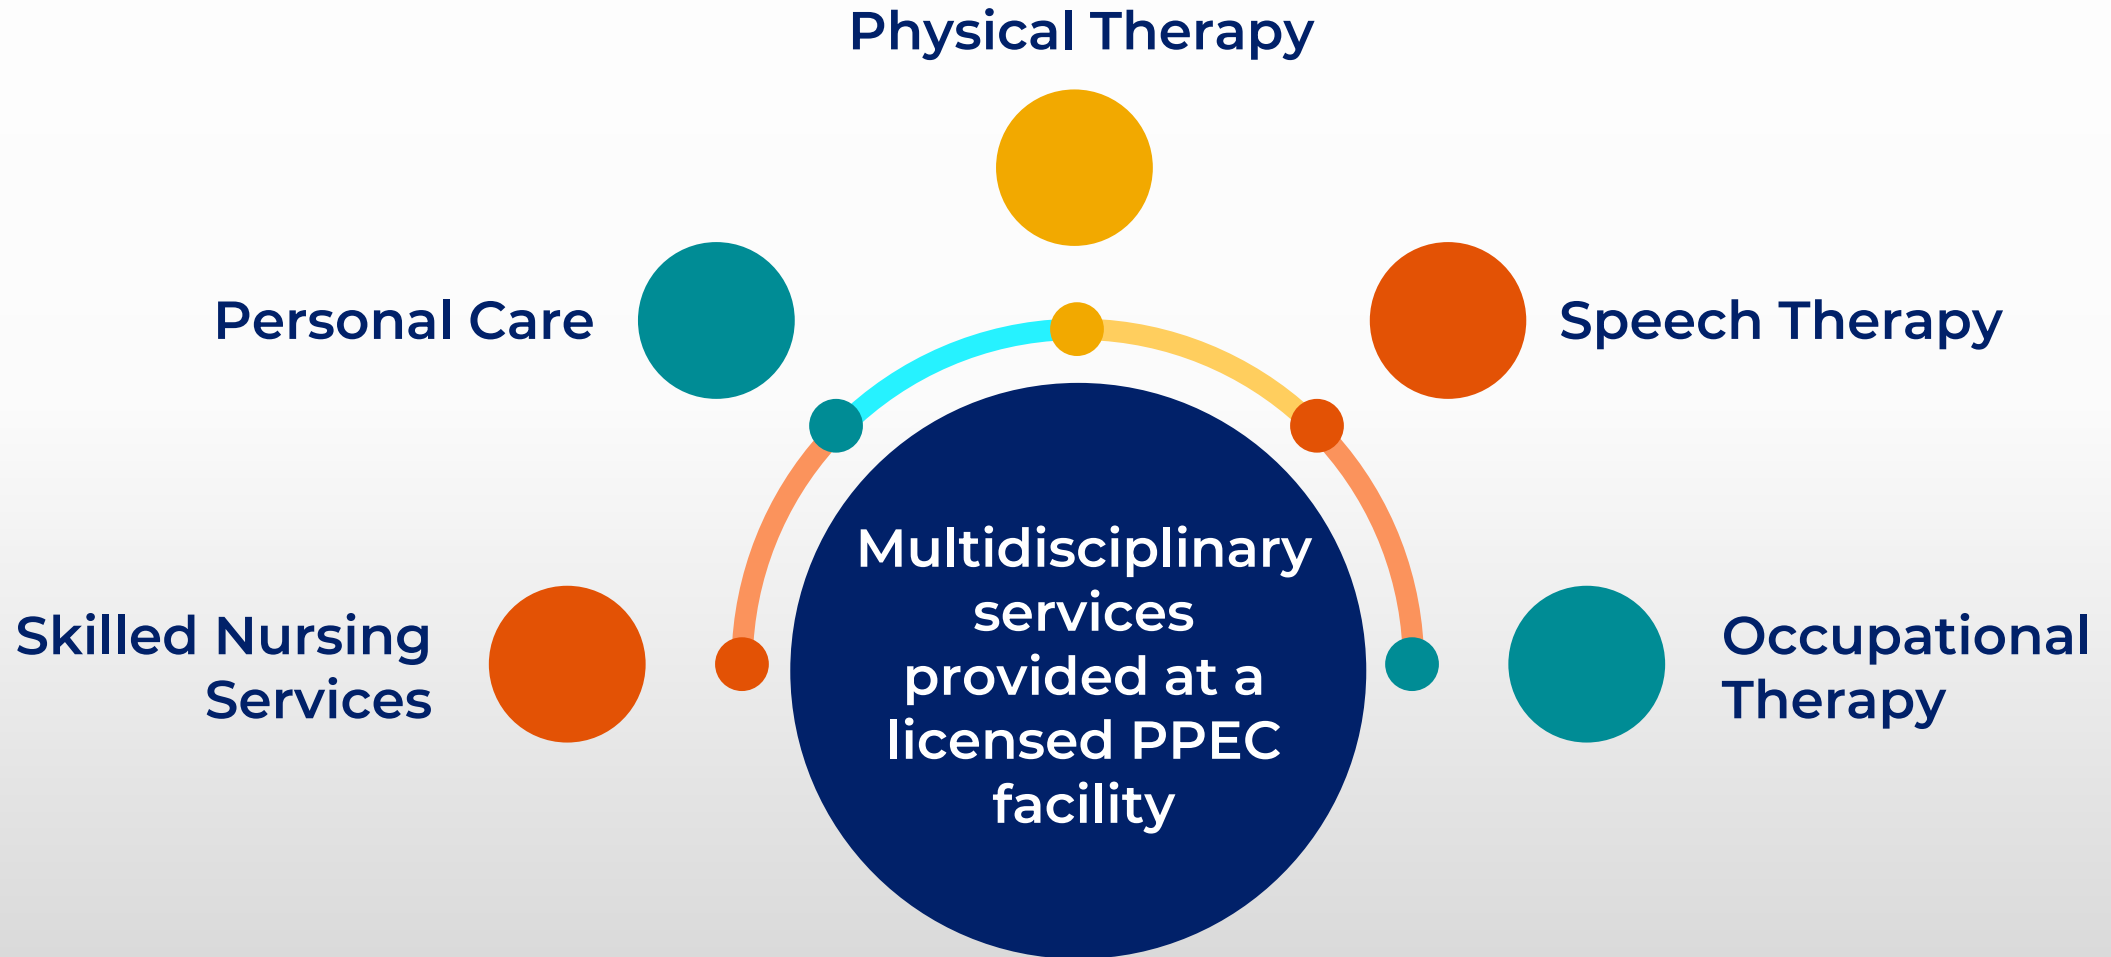 Physical Therapy
Personal Care
Speech Therapy
Skilled Nursing
Services
Multidisciplinary
services
provided at a
licensed PPEC
facility
Occupational
Therapy